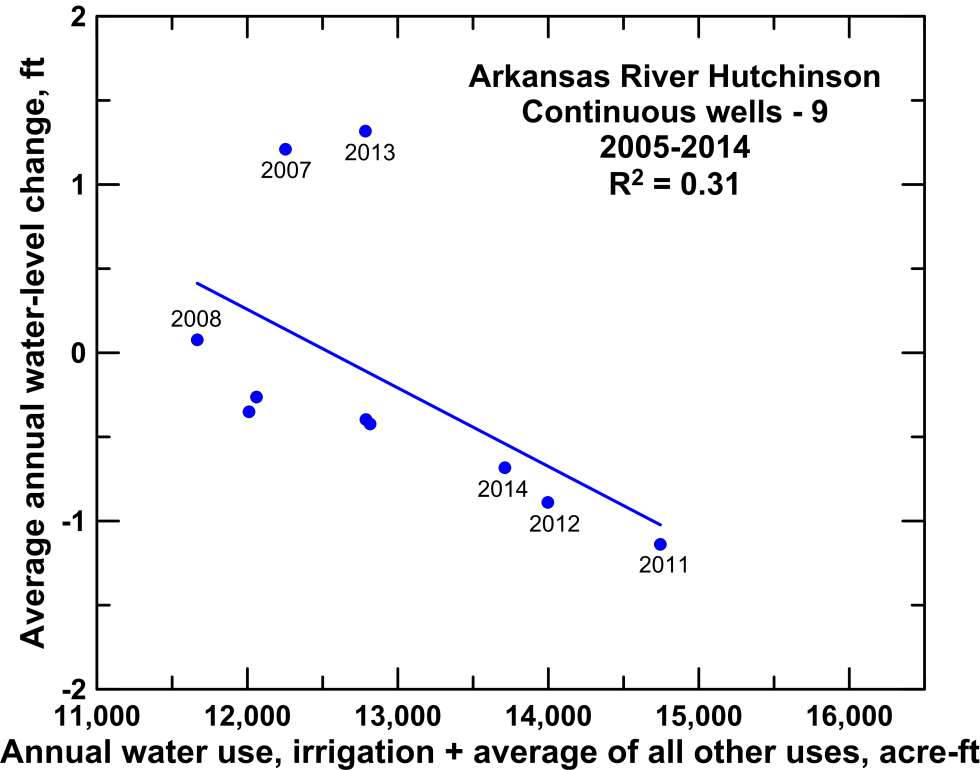 2
Arkansas River Hutchinson
Continuous wells - 9
2005-2014
R² = 0.31
2013
2007
1
2008
0
2014
2012
-1
2011
-2
11,000 12,000 13,000 14,000 15,000 16,000
Annual water use, irrigation + average of all other uses, acre-ft
Average annual water-level change, ft